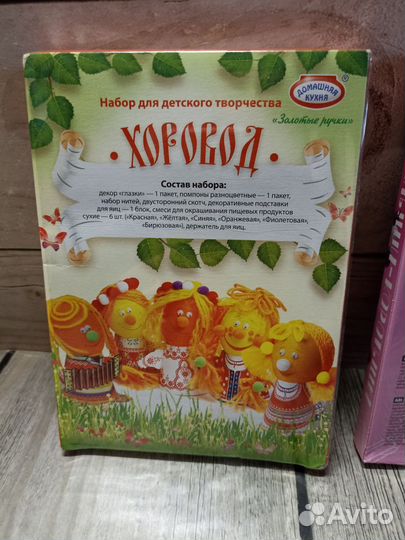 ДОМАШНЯЯ
КУХНЯ
®
Набор для детского творчества
«Золотые ручки»
·ХОРОВОД·
Состав набора:
декор «глазки» — 1 пакет, помпоны разноцветные — 1 пакет,
набор нитей, двусторонний скотч, декоративные подставки
для яиц — 1 блок, смеси для окрашивания пищевых продуктов
сухие — 6 шт. («Красная», «Жёлтая», «Синяя», «Оранжевая», «Фиолетовая»,
«Бирюзовая»), держатель для яиц.
Avito